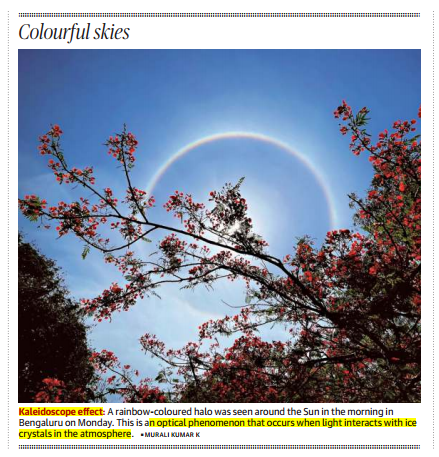 Colourful skies
Kaleidoscope effect: A rainbow-coloured halo was seen around the Sun in the morning in
Bengaluru on Monday. This is an optical phenomenon that occurs when light interacts with ice
crystals in the atmosphere. •MURALI KUMAR K